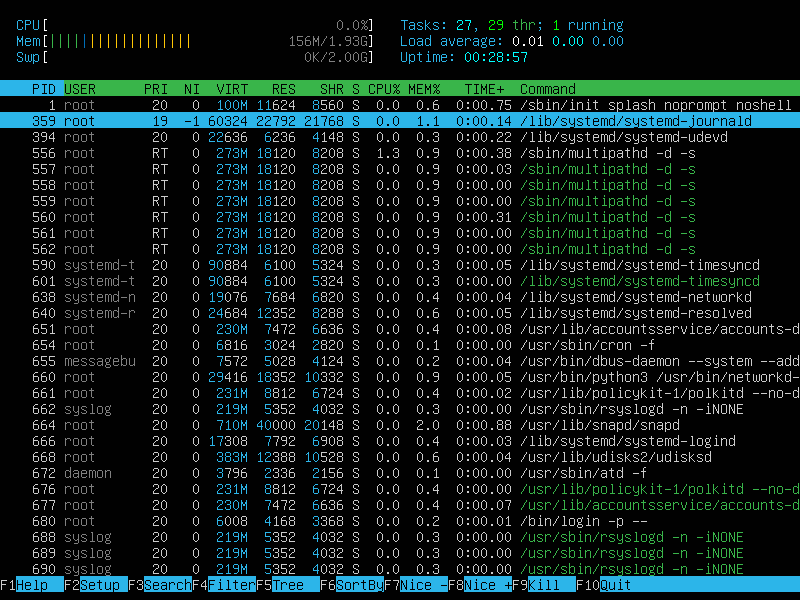 CPU[ 0.0%] Tasks: 27, 29 thr; 1 running
Mem[||||||||||||||||||| 156M/1.93G] Load average: 0.01 0.00 0.00
Swp[ 0K/2.00G] Uptime: 00:28:57
PID USER PRI NI VIRT RES SHR S CPU% MEM% TIME+ Command
1 root 20 0 100M 11624 8560 S 0.0 0.6 0:00.75 /sbin/init splash noprompt noshell
359 root 19 -1 60324 22792 21768 S 0.0 1.1 0:00.14 /lib/systemd/systemd-journald
394 root 20 0 22636 6236 4148 S 0.0 0.3 0:00.22 /lib/systemd/systemd-udevd
556 root RT 0 273M 18120 8208 S 1.3 0.9 0:00.38 /sbin/multipathd -d -s
557 root RT 0 273M 18120 8208 S 0.0 0.9 0:00.03 /sbin/multipathd -d -s
558 root RT 0 273M 18120 8208 S 0.0 0.9 0:00.00 /sbin/multipathd -d -s
559 root RT 0 273M 18120 8208 S 0.0 0.9 0:00.00 /sbin/multipathd -d -s
560 root RT 0 273M 18120 8208 S 0.0 0.9 0:00.31 /sbin/multipathd -d -s
561 root RT 0 273M 18120 8208 S 0.0 0.9 0:00.00 /sbin/multipathd -d -s
562 root RT 0 273M 18120 8208 S 0.0 0.9 0:00.00 /sbin/multipathd -d -s
590 systemd-t 20 0 90884 6100 5324 S 0.0 0.3 0:00.05 /lib/systemd/systemd-timesyncd
601 systemd-t 20 0 90884 6100 5324 S 0.0 0.3 0:00.00 /lib/systemd/systemd-timesyncd
638 systemd-n 20 0 19076 7684 6820 S 0.0 0.4 0:00.04 /lib/systemd/systemd-networkd
640 systemd-r 20 0 24684 12352 8288 S 0.0 0.6 0:00.05 /lib/systemd/systemd-resolved
651 root 20 0 230M 7472 6636 S 0.0 0.4 0:00.08 /usr/lib/accountsservice/accounts-d
654 root 20 0 6816 3024 2820 S 0.0 0.1 0:00.00 /usr/sbin/cron -f
655 messagebu 20 0 7572 5028 4124 S 0.0 0.2 0:00.04 /usr/bin/dbus-daemon --system --add
660 root 20 0 29416 18352 10332 S 0.0 0.9 0:00.05 /usr/bin/python3 /usr/bin/network-
661 root 20 0 231M 8812 6724 S 0.0 0.4 0:00.02 /usr/lib/policykit-1/polkitd --no-d
662 syslog 20 0 219M 5352 4032 S 0.0 0.3 0:00.00 /usr/sbin/rsyslogd -n -iNONE
664 root 20 0 710M 40000 20148 S 0.0 2.0 0:00.88 /usr/lib/snapd/snapd
666 root 20 0 17308 7792 6908 S 0.0 0.4 0:00.03 /lib/systemd/systemd-logind
668 root 20 0 383M 12388 10528 S 0.0 0.6 0:00.04 /usr/lib/udisks2/udisksd
672 daemon 20 0 3796 2336 2156 S 0.0 0.1 0:00.00 /usr/sbin/atd -f
676 root 20 0 231M 8812 6724 S 0.0 0.4 0:00.00 /usr/lib/policykit-1/polkitd --no-d
677 root 20 0 230M 7472 6636 S 0.0 0.4 0:00.07 /usr/lib/accountsservice/accounts-d
680 root 20 0 6008 4168 3368 S 0.0 0.2 0:00.01 /bin/login -p --
688 syslog 20 0 219M 5352 4032 S 0.0 0.3 0:00.00 /usr/sbin/rsyslogd -n -iNONE
689 syslog 20 0 219M 5352 4032 S 0.0 0.3 0:00.00 /usr/sbin/rsyslogd -n -iNONE
690 syslog 20 0 219M 5352 4032 S 0.0 0.3 0:00.00 /usr/sbin/rsyslogd -n -iNONE
F1Help F2Setup F3SearchF4FilterF5Tree F6SortByF7Nice -F8Nice +F9Kill F10Quit